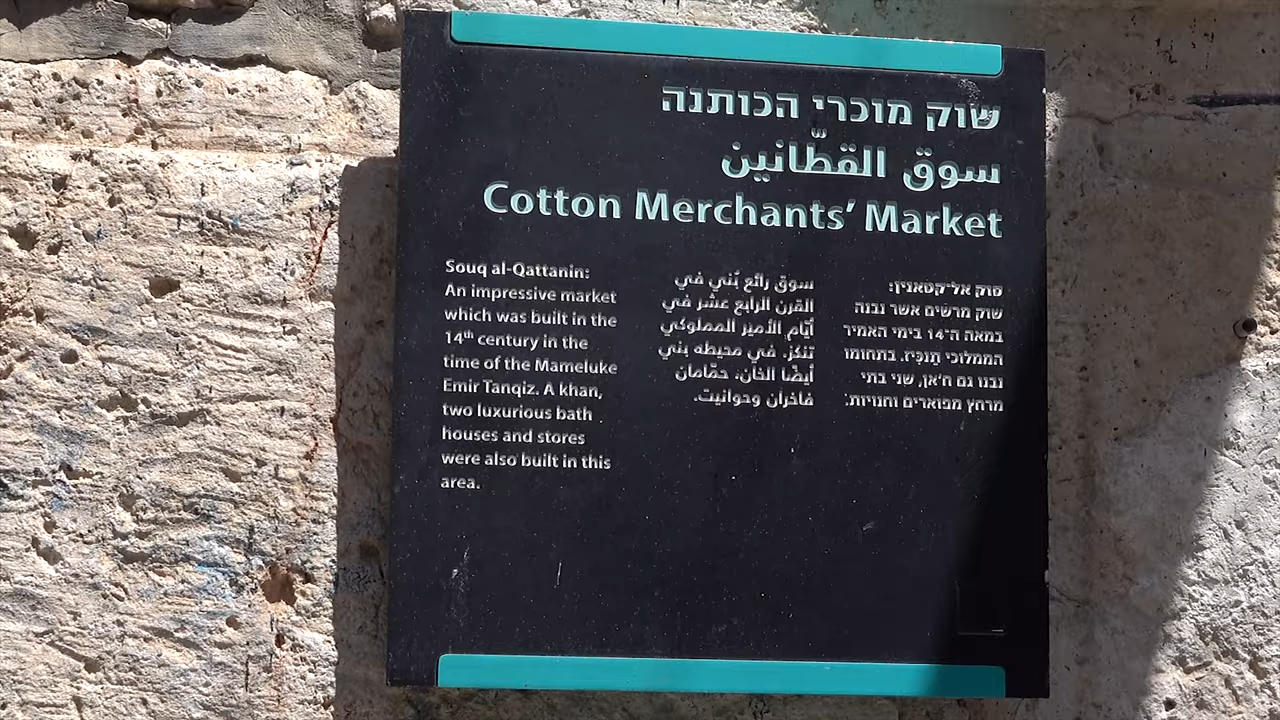 שוק מוכרי הכותנה
سوق القطّانين
Cotton Merchants' Market
Souq al-Qattanin:
An impressive market
which was built in the
14th century in the
time of the Mameluke
Emir Tanqiz. A khan,
two luxurious bath
houses and stores
were also built in this
area.
سوق رائع بُني في
القرن الرابع عشر في
أيّام الأمير المملوكي
تنكز. في محيطه بني
أيضًا الخان، حمّامان
فاخران وحوانيت.
סוק אל-קטאנין:
שוק מרשים אשר נבנה
במאה ה-14 בימי האמיר
הממלוכי תַנכִּיז. בתחומו
נבנו גם ח'אן, שני בתי
מרחץ מפוארים וחנויות.